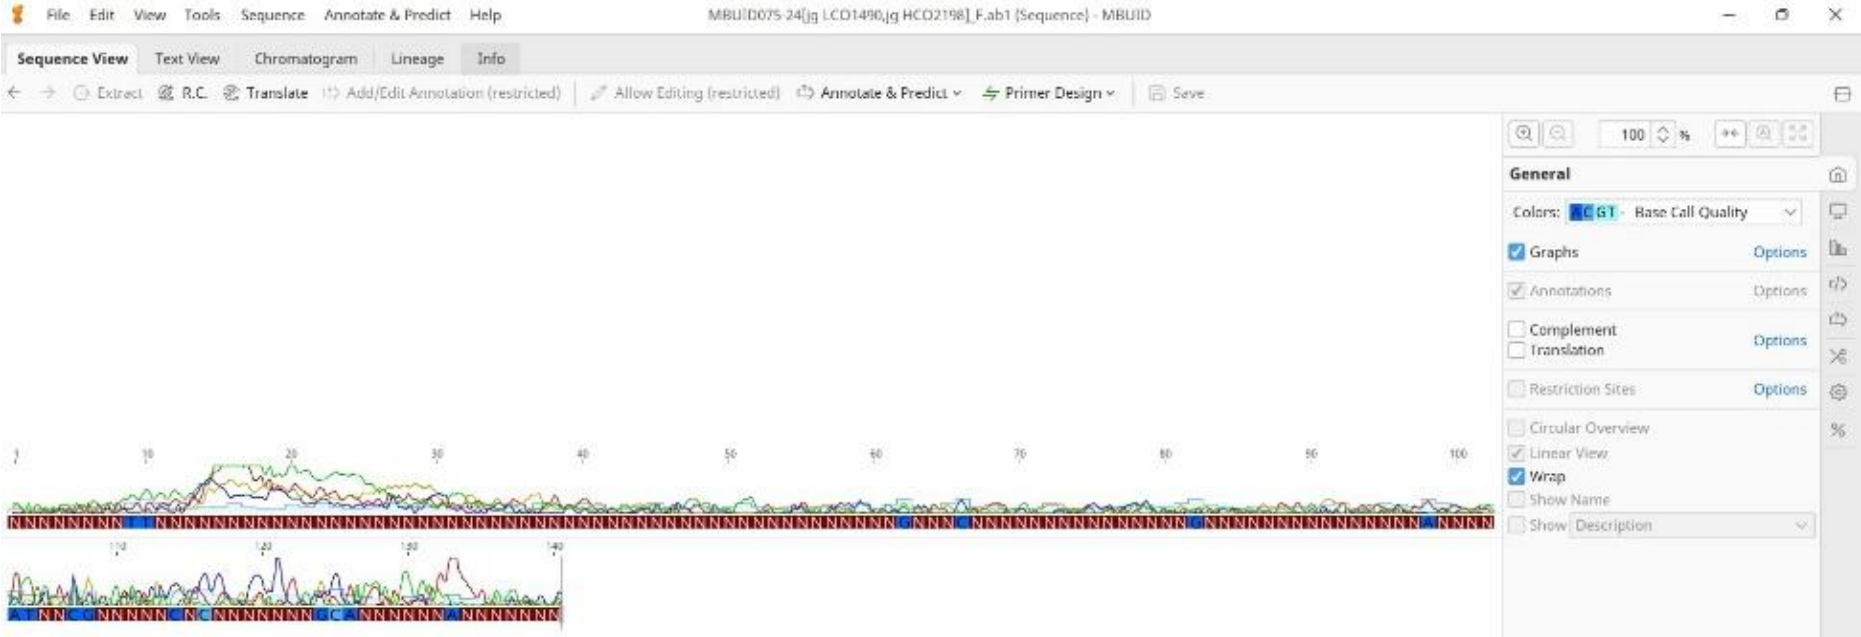 File Edit View Tools Sequence Annotate & Predict Help MBUID075-24[jg LCO1490,jg HCO2198]_F.ab1 (Sequence) - MBUID
Sequence View Text View Chromatogram Lineage Info
Extract R.C. Translate Add/Edit Annotation (restricted) Allow Editing (restricted) Annotate & Predict Primer Design Save
100 %
General
Colors: ACGT - Base Call Quality
Graphs Options
Annotations Options
Complement
Translation Options
Restriction Sites Options
Circular Overview
Linear View
Wrap
Show Name
Show Description
1 10 20 30 40 50 60 70 80 90 100
110 120 130 140